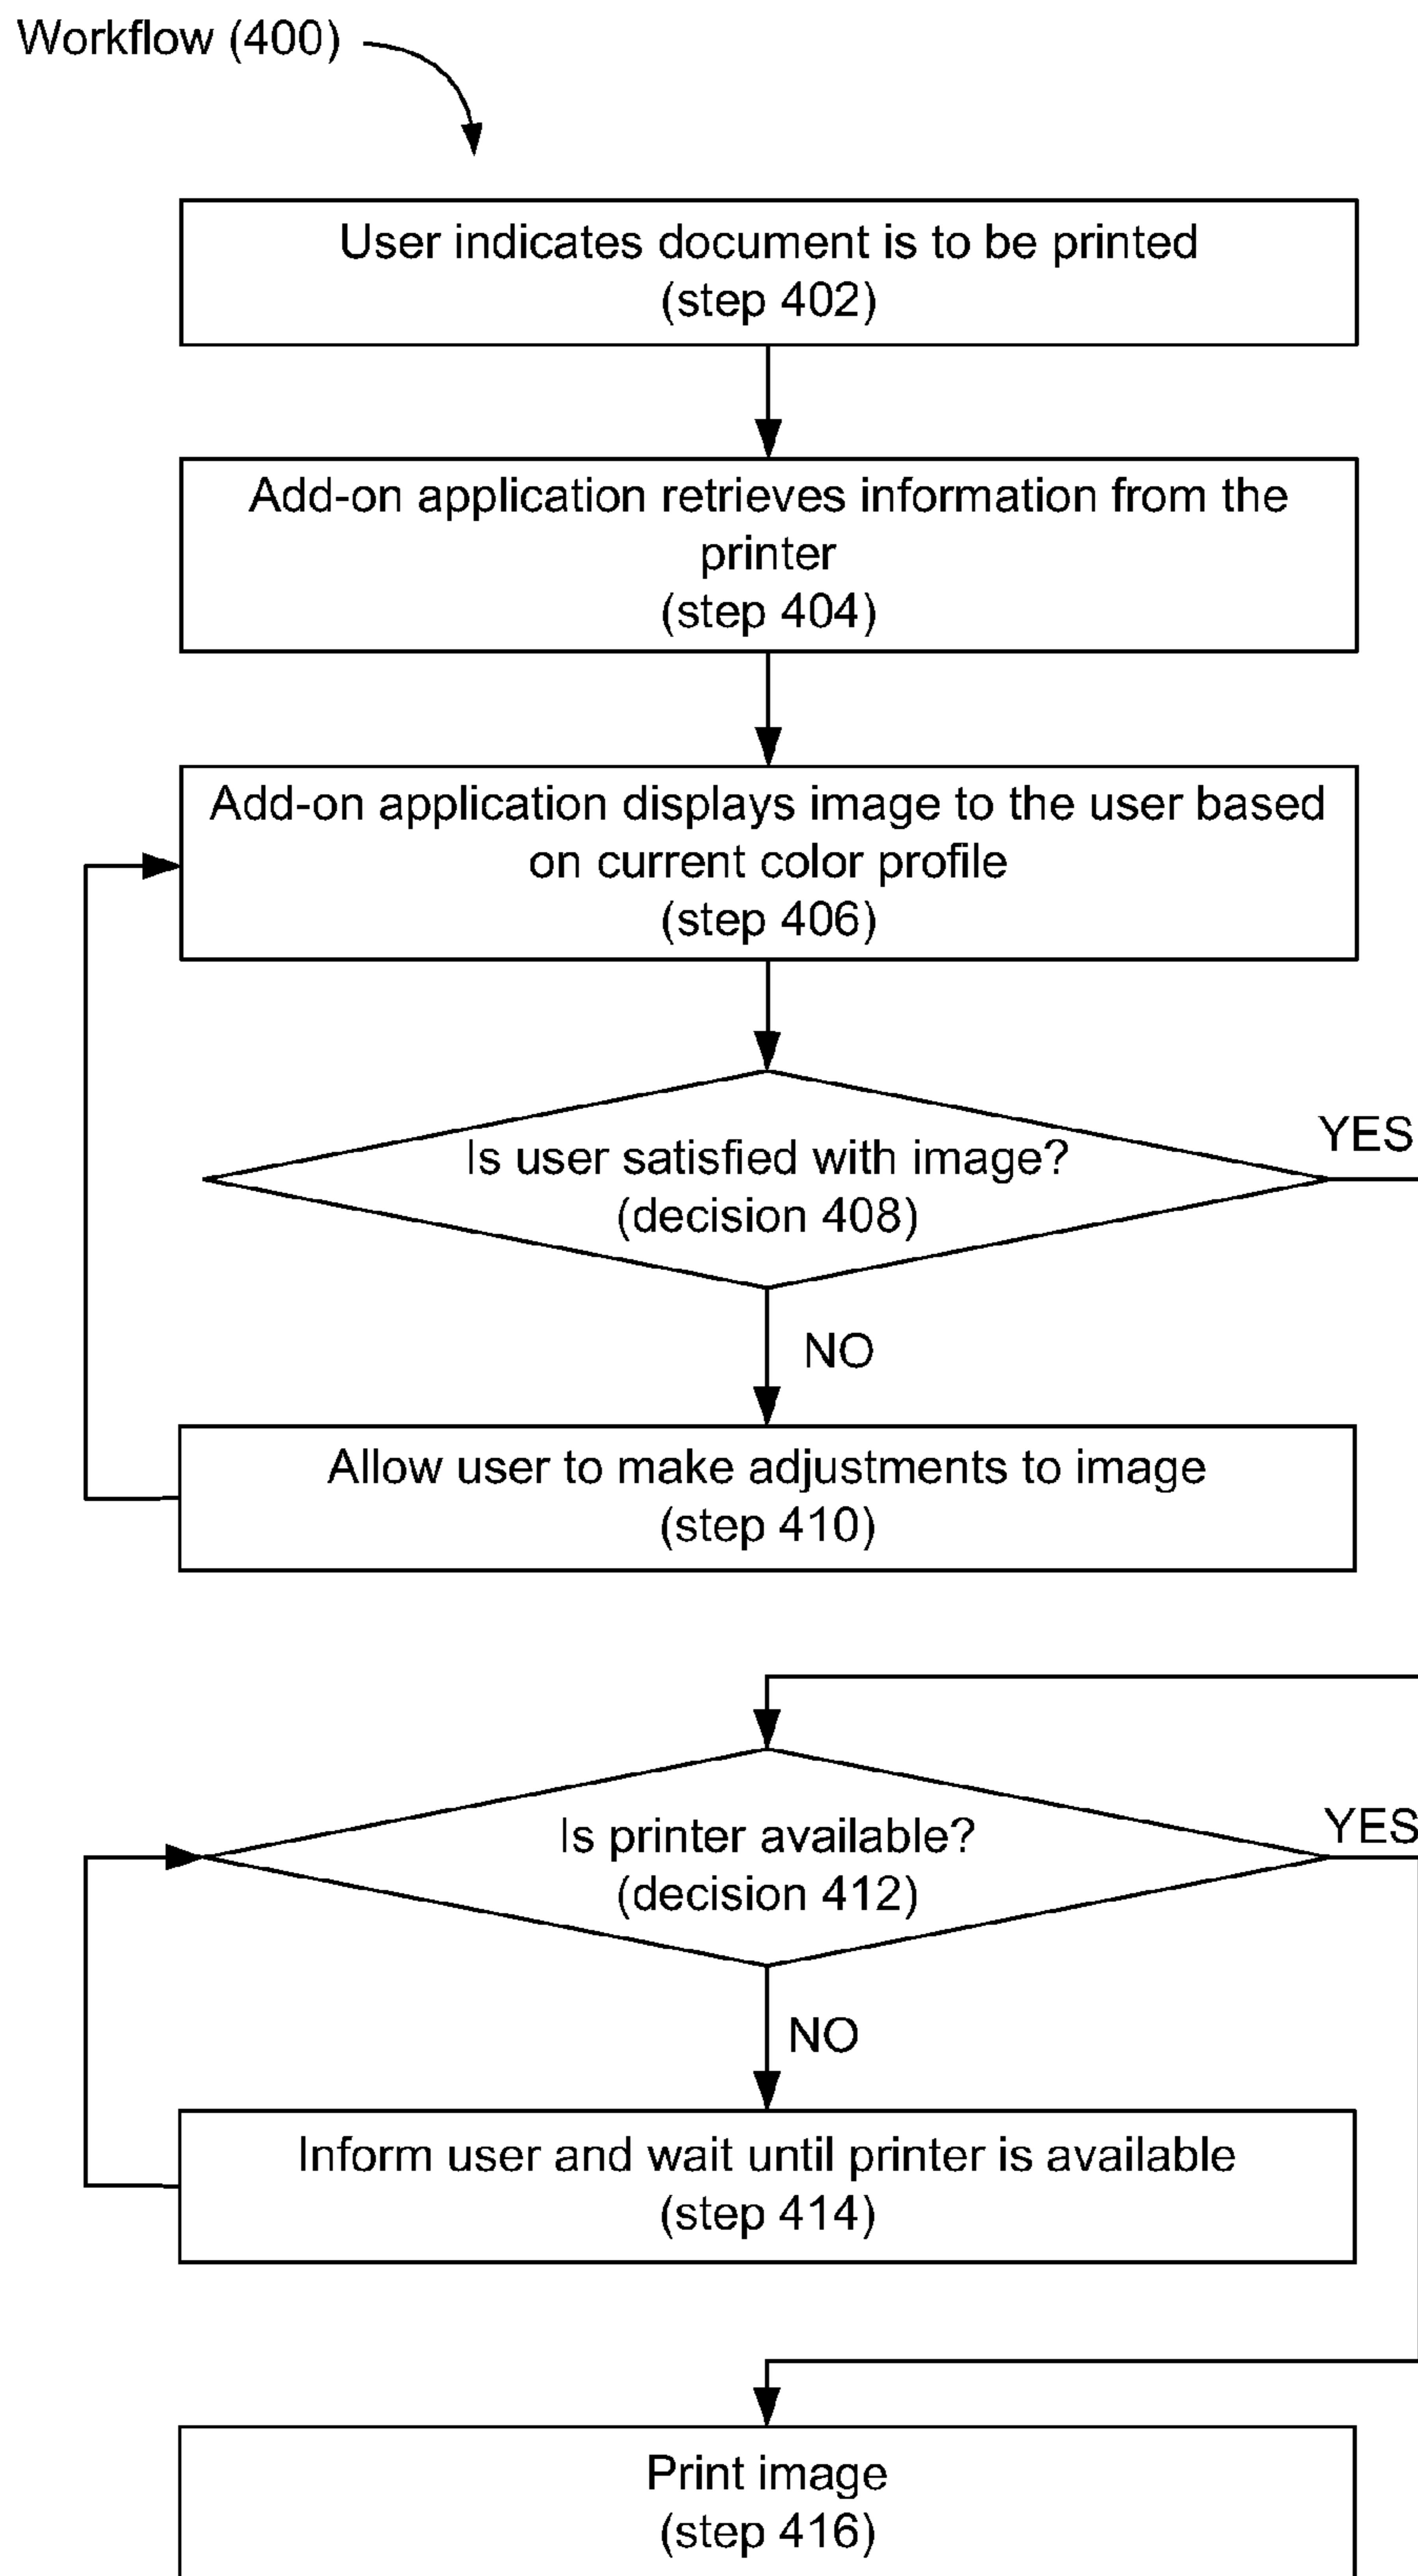 Workflow (400)
User indicates document is to be printed
(step 402)
Add-on application retrieves information from the
printer
(step 404)
Add-on application displays image to the user based
on current color profile
(step 406)
Is user satisfied with image?
(decision 408)
YES
NO
Allow user to make adjustments to image
(step 410)
Is printer available?
(decision 412)
YES
NO
Inform user and wait until printer is available
(step 414)
Print image
(step 416)